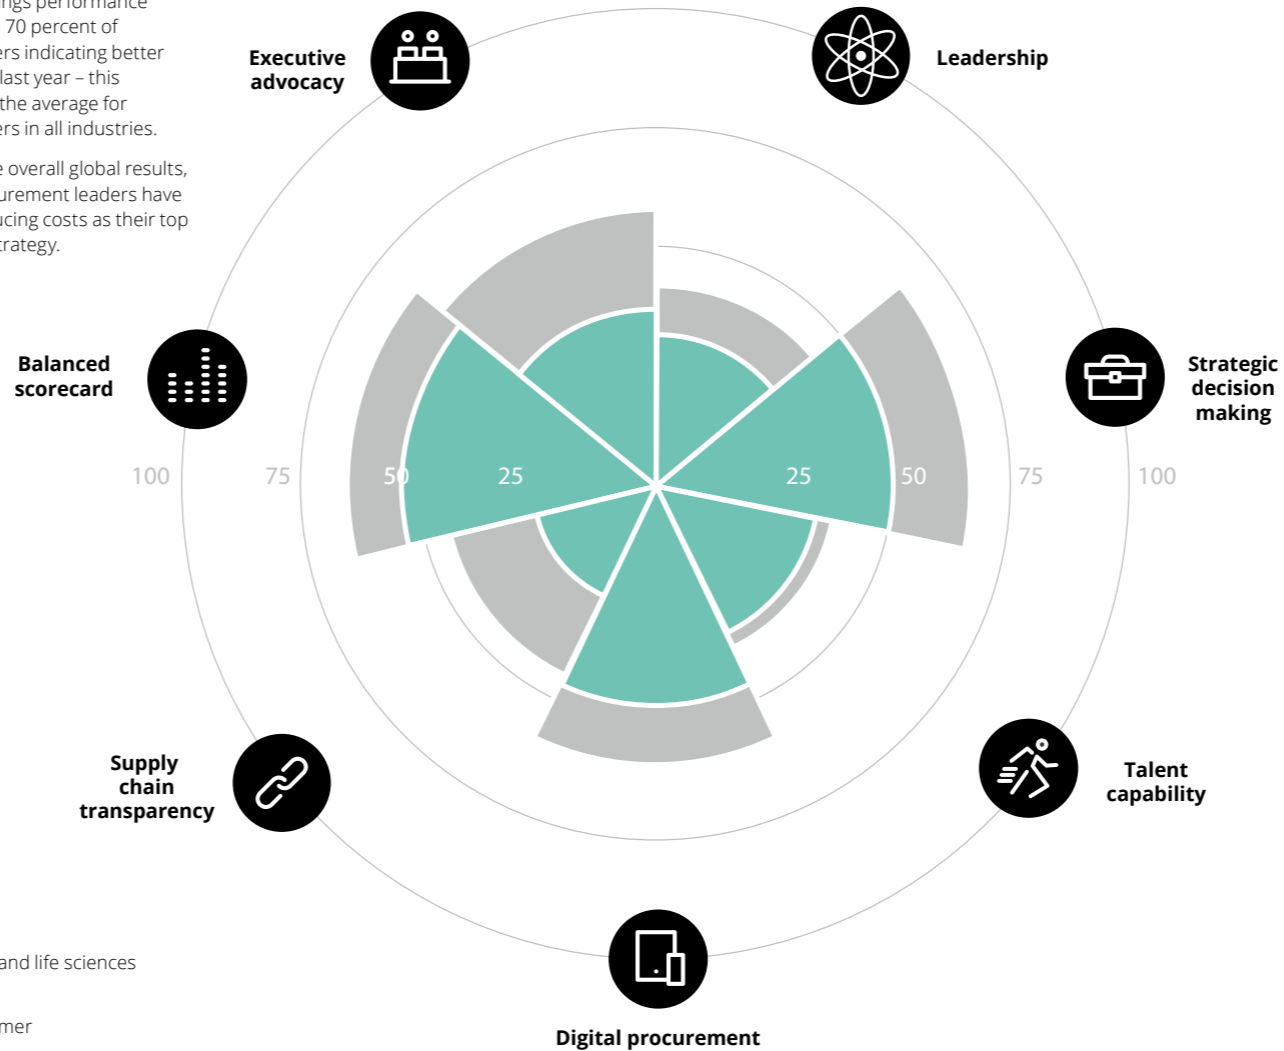 70 percent of
ers indicating better
last year – this
the average for
ers in all industries.
e overall global results,
urement leaders have
ucing costs as their top
trategy.
Executive
advocacy
Leadership
Balanced
scorecard
Strategic
decision
making
100 75 50 25 25 50 75 100
Supply
chain
transparency
Talent
capability
and life sciences
mer
Digital procurement